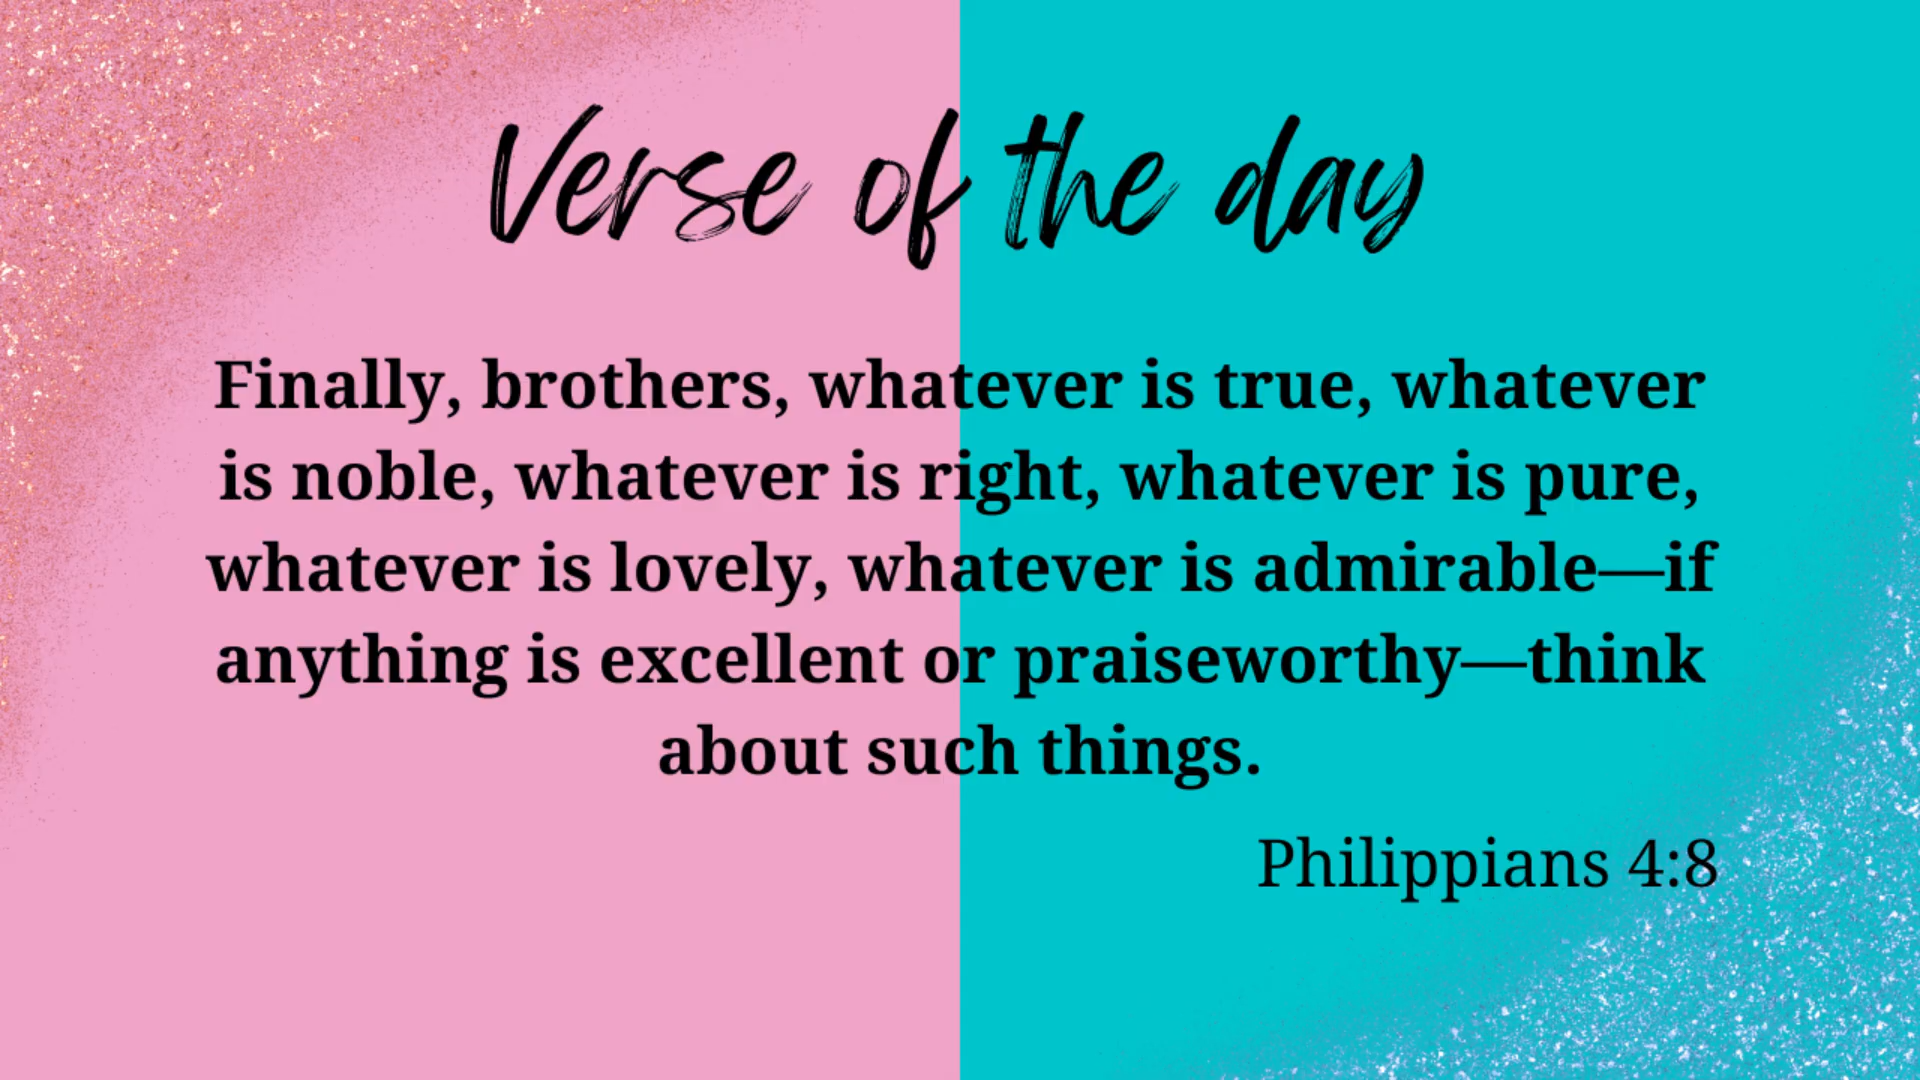 Verse of the day
Finally, brothers, whatever is true, whatever
is noble, whatever is right, whatever is pure,
whatever is lovely, whatever is admirable—if
anything is excellent or praiseworthy—think
about such things.
Philippians 4:8